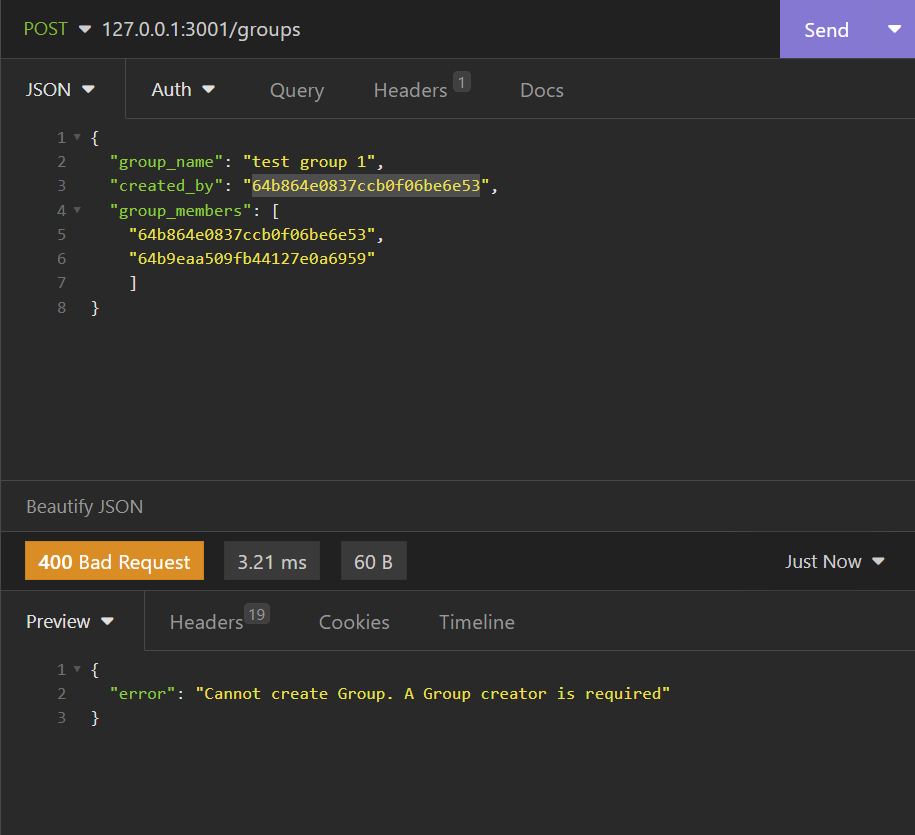 POST 127.0.0.1:3001/groups Send
JSON Auth Query Headers 1 Docs
1 {
2 "group_name": "test group 1",
3 "created_by": "64b864e0837ccb0f06be6e53",
4 "group_members": [
5 "64b864e0837ccb0f06be6e53",
6 "64b9eaa509fb44127e0a6959"
7 ]
8 }
Beautify JSON
400 Bad Request 3.21 ms 60 B Just Now
Preview Headers 19 Cookies Timeline
1 {
2 "error": "Cannot create Group. A Group creator is required"
3 }